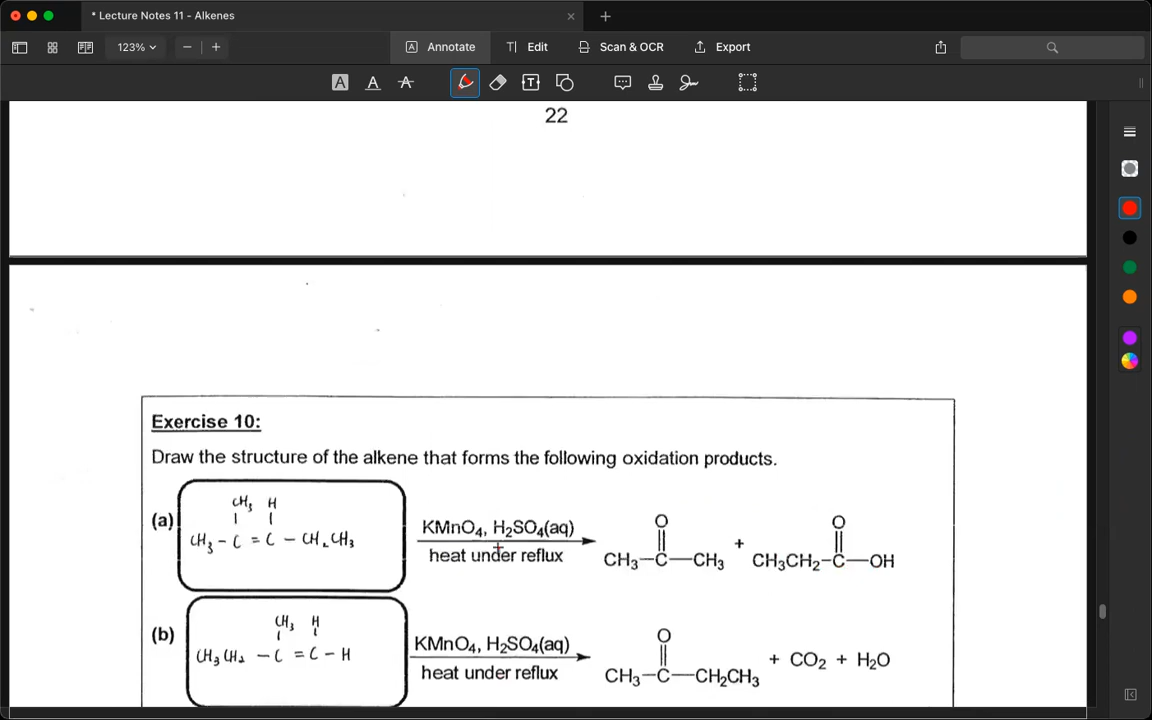 * Lecture Notes 11 - Alkenes
123%
Annotate
Edit
Scan & OCR
Export
22
Exercise 10:
Draw the structure of the alkene that forms the following oxidation products.
(a)
CH₃ H
CH₃ - C = C - CH₂CH₃
KMnO₄, H₂SO₄(aq)
heat under reflux
O
CH₃-C-CH₃
+
O
CH₃CH₂-C-OH
(b)
CH₃ H
CH₃CH₂ - C = C - H
KMnO₄, H₂SO₄(aq)
heat under reflux
O
CH₃-C-CH₂CH₃
+ CO₂ + H₂O